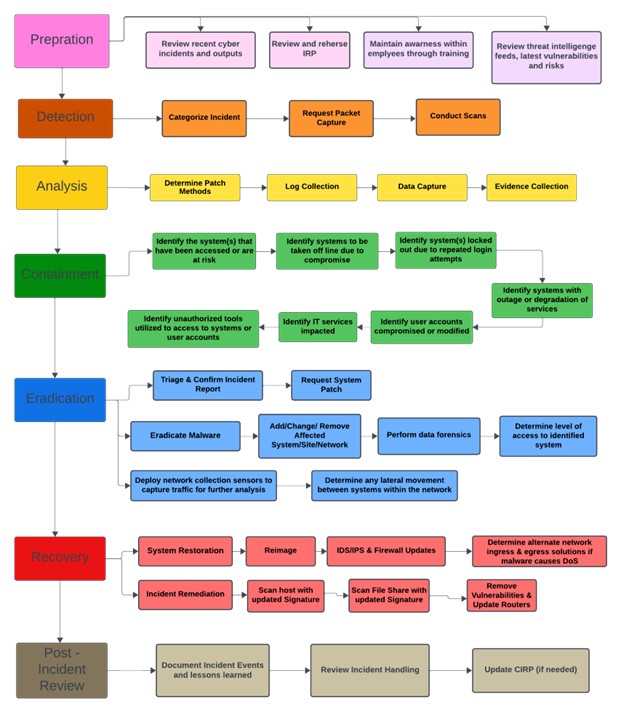 Prepration
Review recent cyber
incidents and outputs
Review and reherse
IRP
Maintain awarness within
emplyees through training
Review threat intelligenge
feeds, latest vulnerabilities
and risks
Detection
Categorize Incident
Request Packet
Capture
Conduct Scans
Analysis
Determine Patch
Methods
Log Collection
Data Capture
Evidence Collection
Containment
Identify the system(s) that
have been accessed or are
at risk
Identify systems to be
taken off line due to
compromise
Identify system(s) locked
out due to repeated login
attempts
Identify systems with
outage or degradation of
services
Identify user accounts
compromised or modified
Identify IT services
impacted
Identify unauthorized tools
utilized to access to systems or
user accounts
Eradication
Triage & Confirm Incident
Report
Request System
Patch
Eradicate Malware
Add/Change/ Remove
Affected
System/Site/Network
Perform data forensics
Determine level of
access to identified
system
Deploy network collection sensors to
capture traffic for further analysis
Determine any lateral movement
between systems within the network
Recovery
System Restoration
Reimage
IDS/IPS & Firewall Updates
Determine alternate network
ingress & egress solutions if
malware causes DoS
Incident Remediation
Scan host with
updated Signature
Scan File Share with
updated Signature
Remove
Vulnerabilities &
Update Routers
Post -
Incident
Review
Document Incident Events
and lessons learned
Review Incident Handling
Update CIRP (if needed)